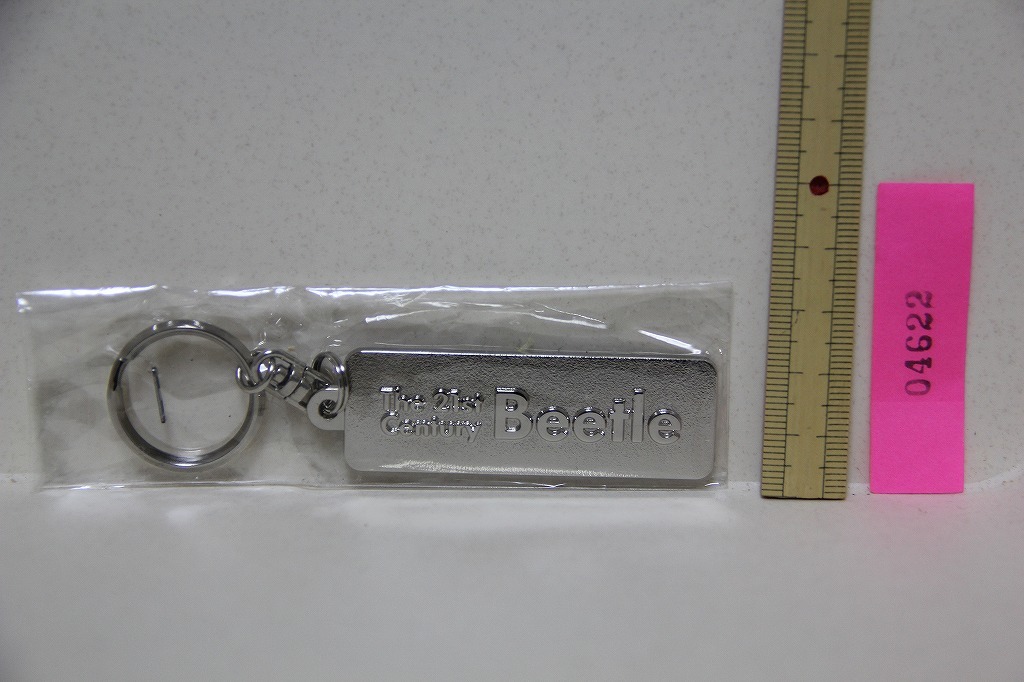 The 21st
Century
Beetle
04622